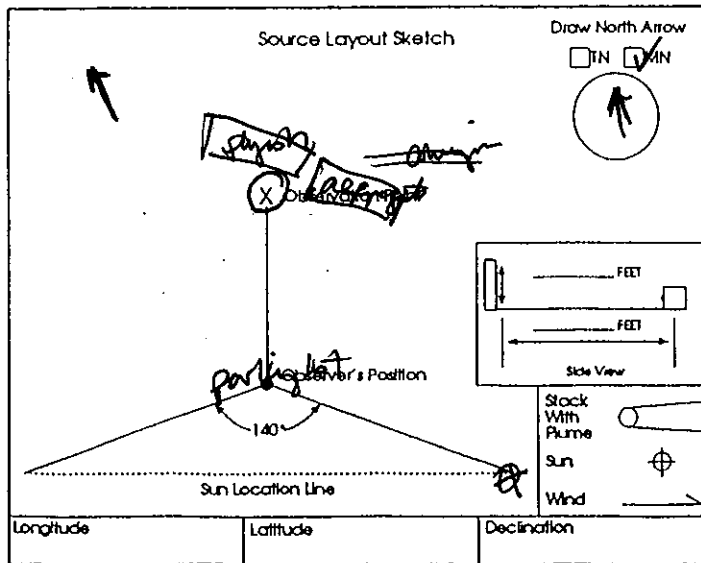 Source Layout Sketch
Draw North Arrow
TN MN
X Observation Point
FEET
FEET
Side View
parking lot
Observer's Position
140
Stack
With
Plume
Sun
Wind
Sun Location Line
Longitude
Latitude
Declination